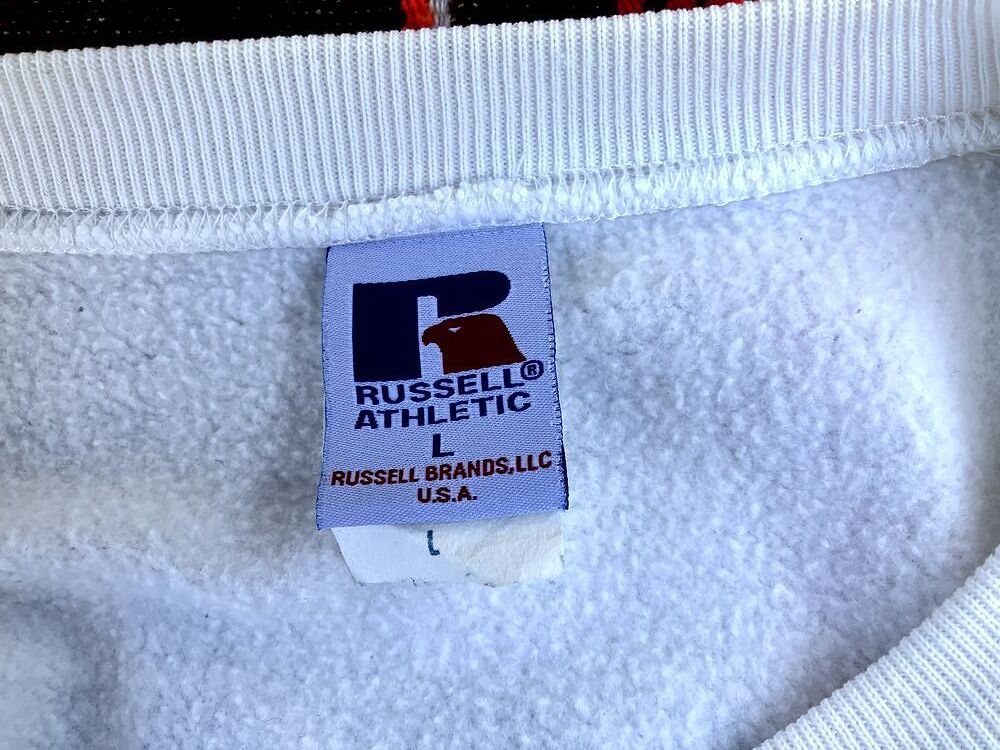 R
RUSSELL®
ATHLETIC
L
RUSSELL BRANDS, LLC
U.S.A.
L